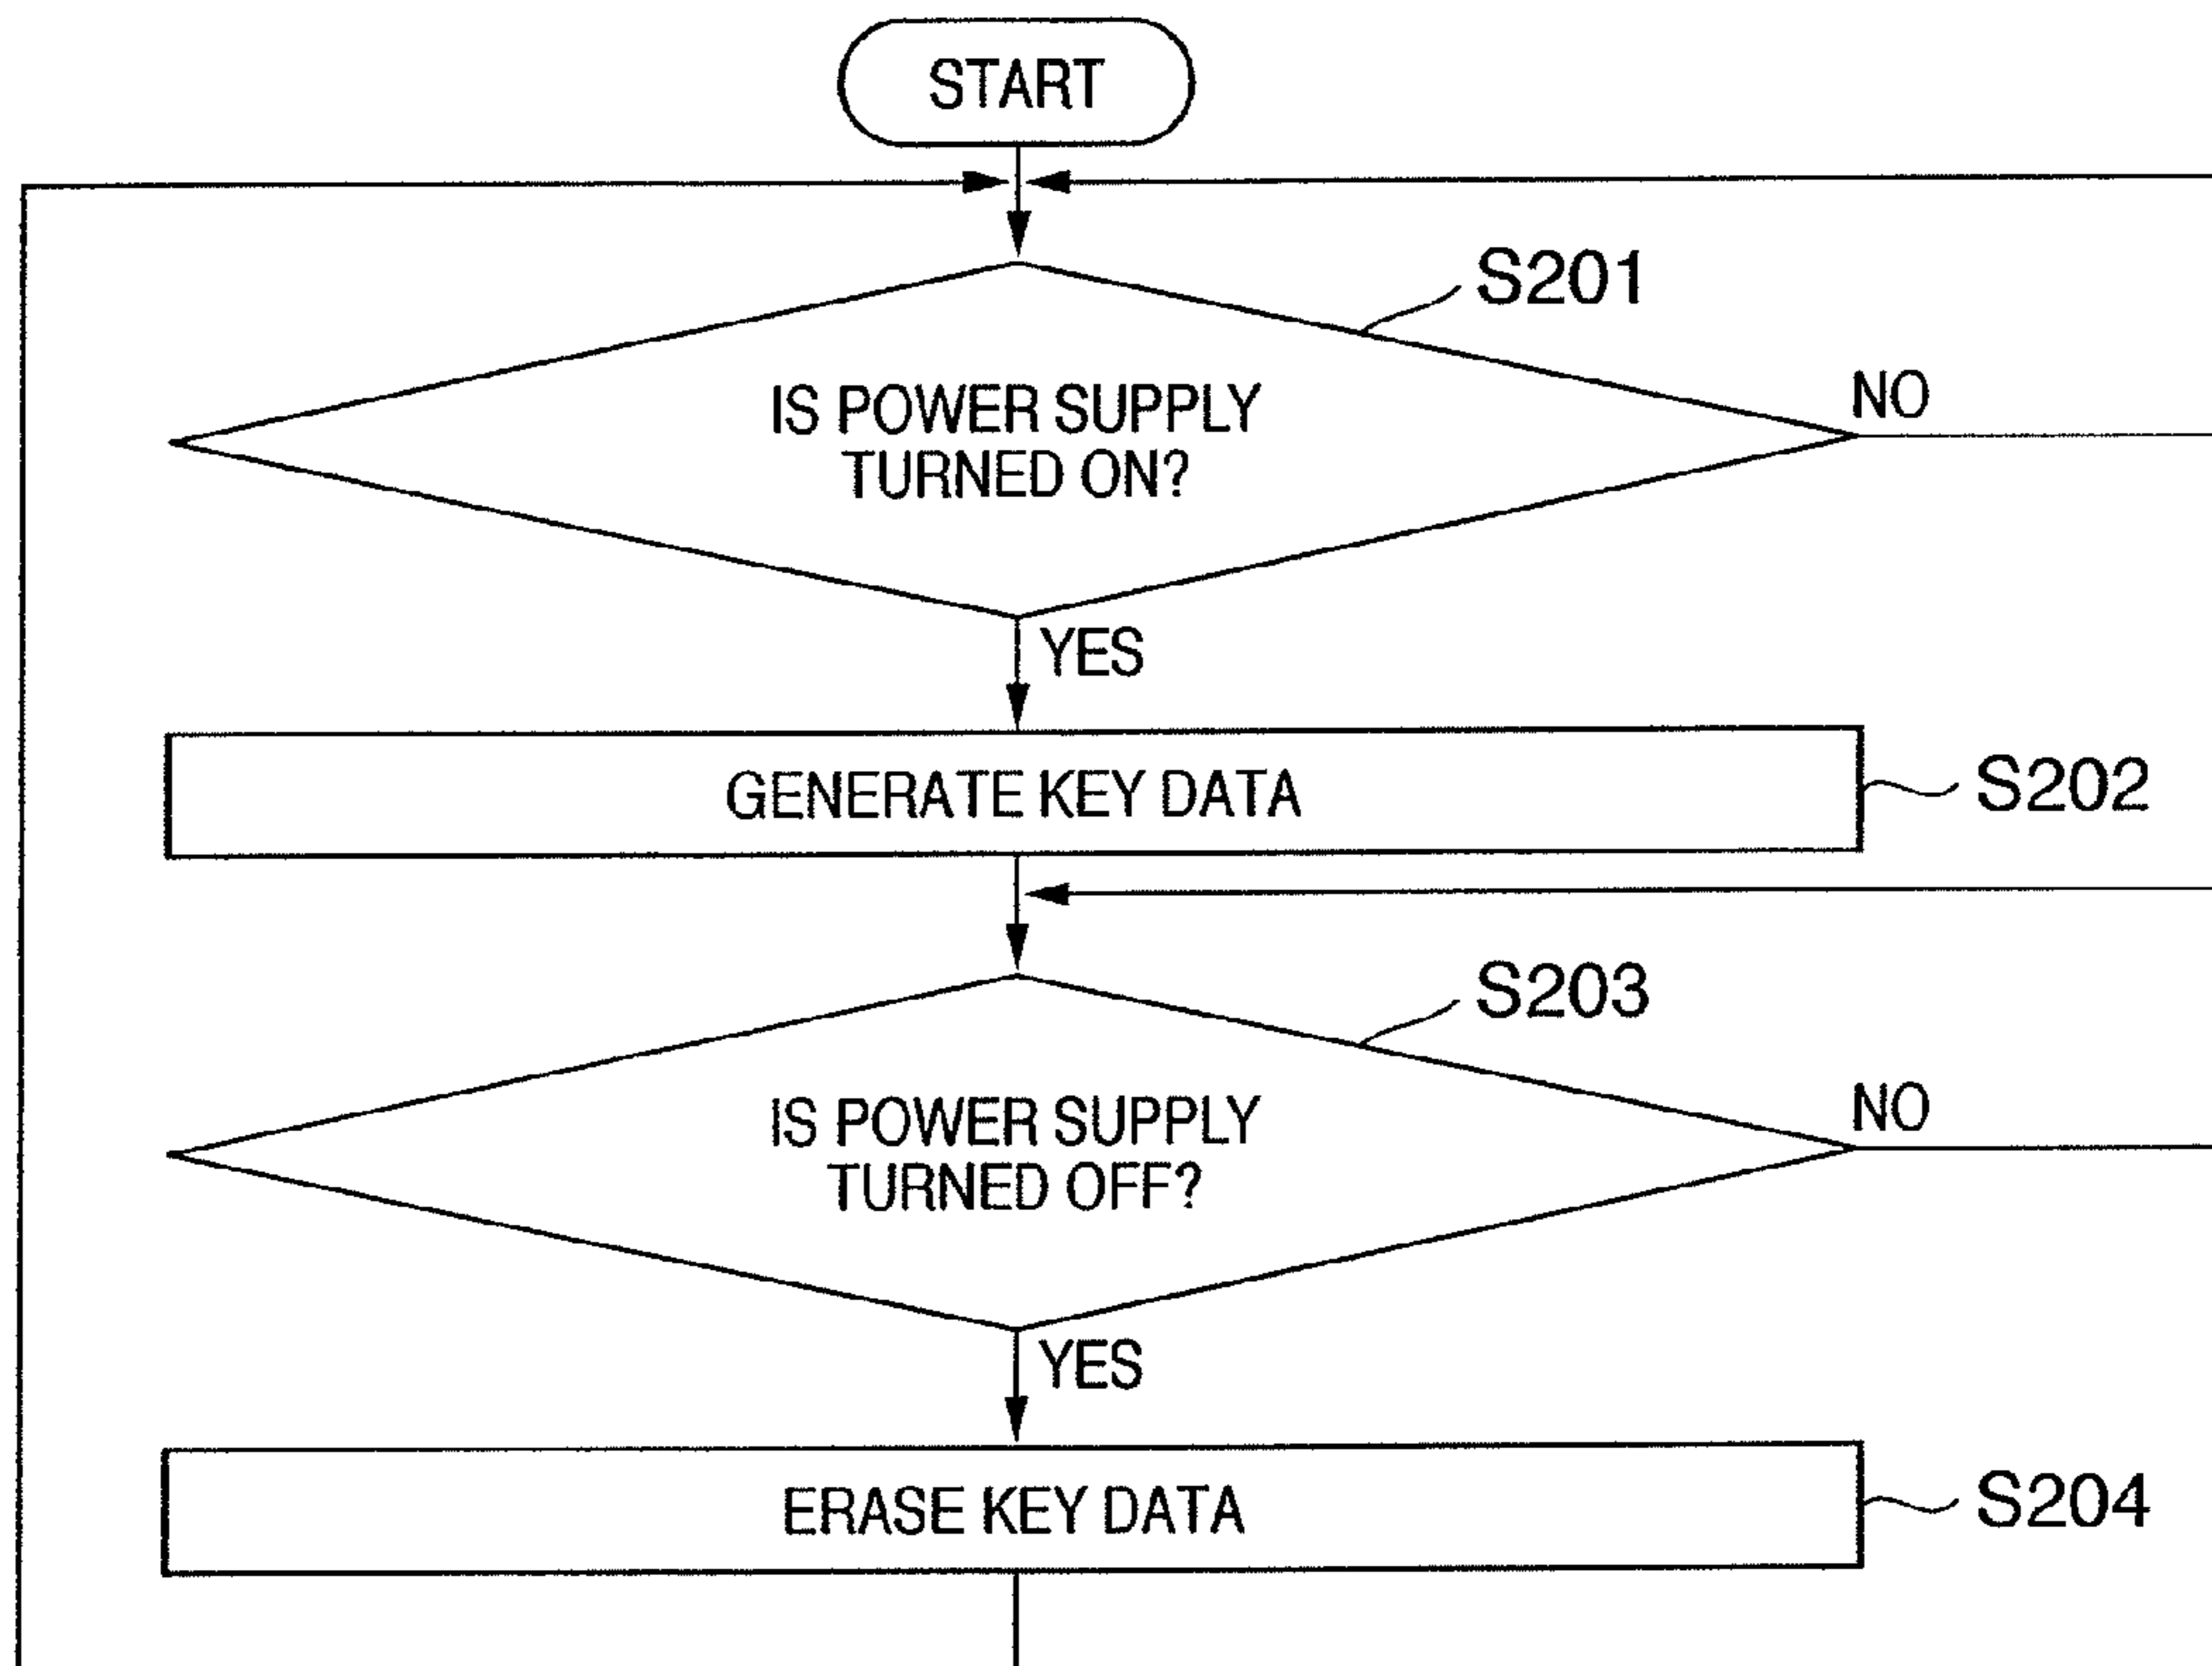 START
S201
IS POWER SUPPLY
TURNED ON?
NO
YES
GENERATE KEY DATA
S202
S203
IS POWER SUPPLY
TURNED OFF?
NO
YES
ERASE KEY DATA
S204